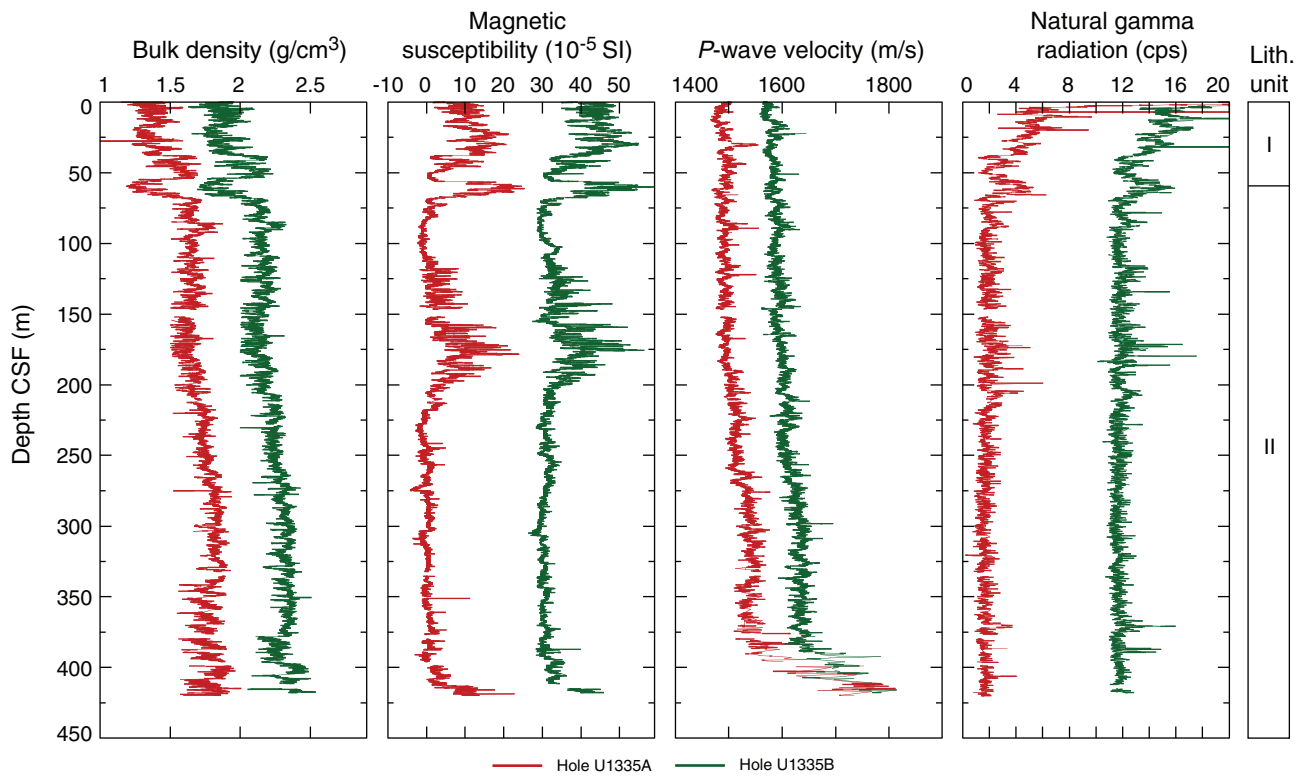 Bulk density (g/cm3)
Magnetic
susceptibility (10-5 SI)
P-wave velocity (m/s)
Natural gamma
radiation (cps)
Lith.
unit
1 1.5 2 2.5
-10 0 10 20 30 40 50
1400 1600 1800
0 4 8 12 16 20
Depth CSF (m)
0
50
100
150
200
250
300
350
400
450
I
II
Hole U1335A Hole U1335B